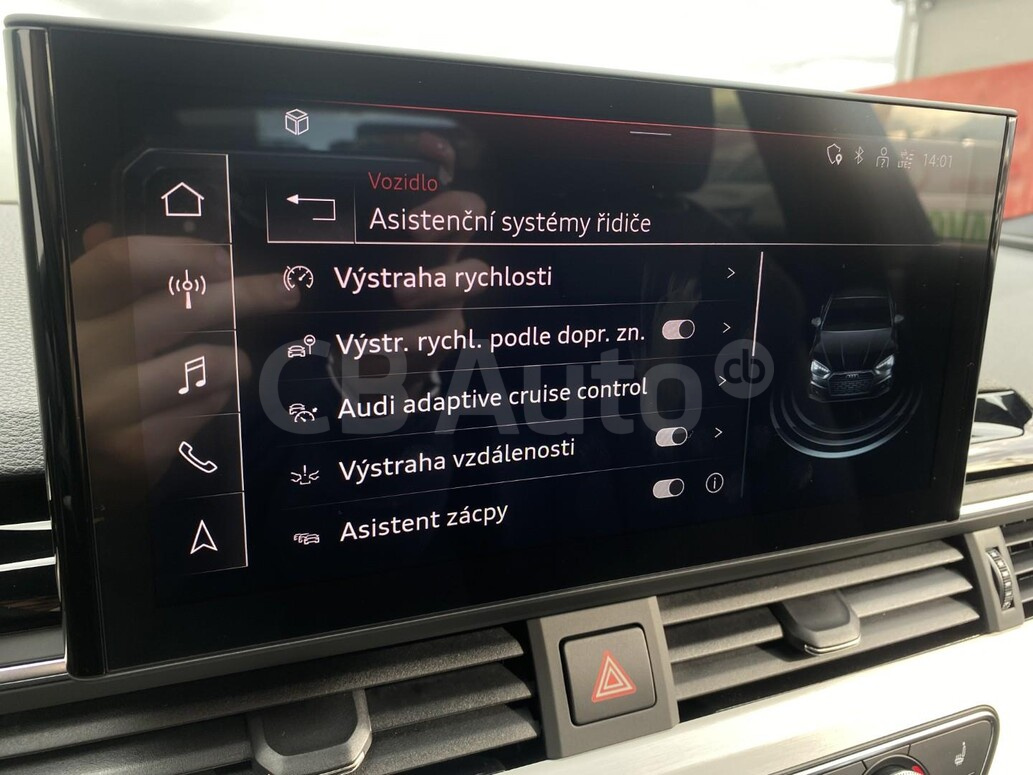 14:01
Vozidlo
Asistenční systémy řidiče
Výstraha rychlosti
Výstr. rychl. podle dopr. zn.
Audi adaptive cruise control
Výstraha vzdálenosti
Asistent zácpy
CBAuto cb